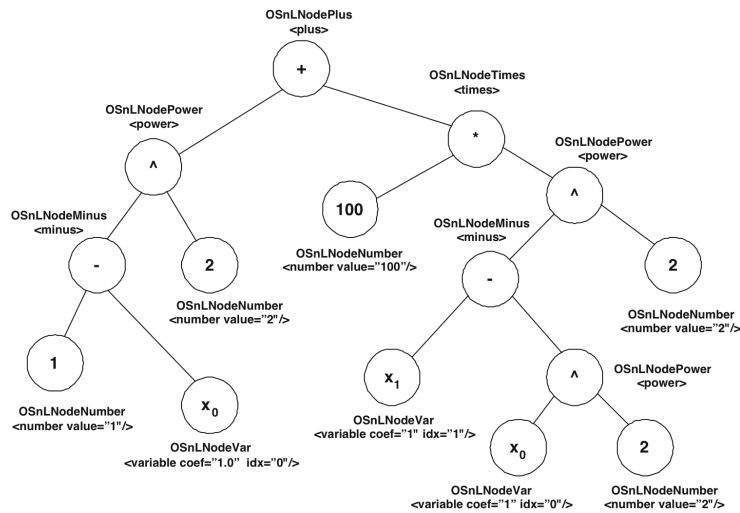 OSnLNodePlus
<plus>
+
OSnLNodeTimes
<times>
*
OSnLNodePower
<power>
^
OSnLNodePower
<power>
^
100
OSnLNodeNumber
<number value="100"/>
OSnLNodeMinus
<minus>
-
2
OSnLNodeNumber
<number value="2"/>
OSnLNodeMinus
<minus>
-
2
OSnLNodeNumber
<number value="2"/>
1
OSnLNodeNumber
<number value="1"/>
x0
OSnLNodeVar
<variable coef="1.0" idx="0"/>
x1
OSnLNodeVar
<variable coef="1" idx="1"/>
^
OSnLNodePower
<power>
x0
OSnLNodeVar
<variable coef="1" idx="0"/>
2
OSnLNodeNumber
<number value="2"/>